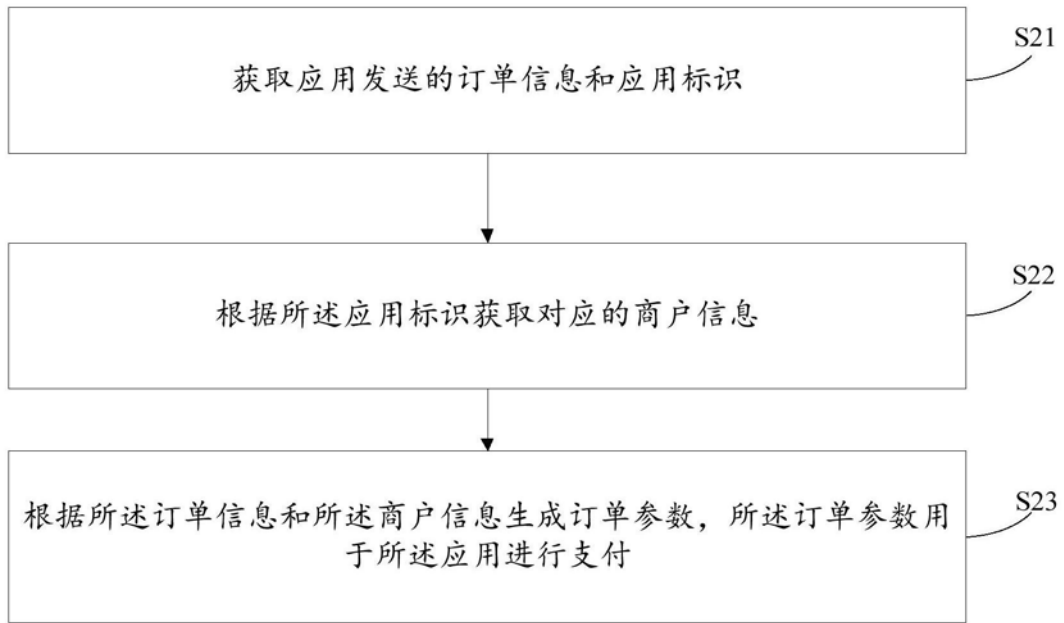 S21
获取应用发送的订单信息和应用标识
S22
根据所述应用标识获取对应的商户信息
S23
根据所述订单信息和所述商户信息生成订单参数，所述订单参数用
于所述应用进行支付